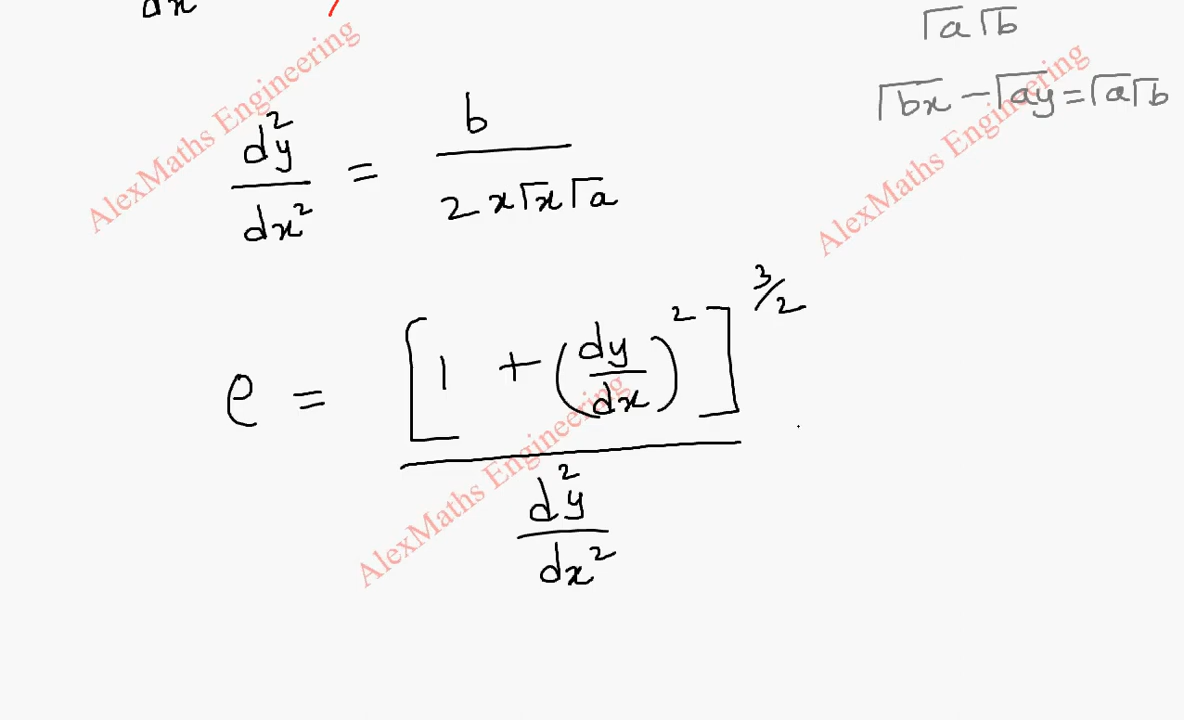 dx
√a √b
√bx − √ay = √a √b
d²y/dx² = b / 2x√x√a
ρ = [1 + (dy/dx)²]^3/2 / d²y/dx²
AlexMaths Engineering
AlexMaths Engineering
AlexMaths Engineering